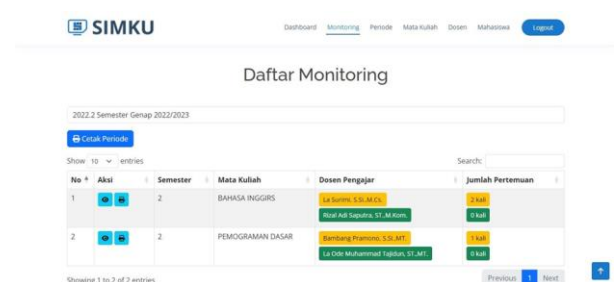 SIMKU
Dashboard Monitoring Periode Mata Kuliah Dosen Mahasiswa Logout
Daftar Monitoring
2022.2 Semester Genap 2022/2023
Cetak Periode
Show 10 entries Search:
No Aksi Semester Mata Kuliah Dosen Pengajar Jumlah Pertemuan
1 2 BAHASA INGGIRS La Surimi, S.Si.,M.Cs. 2 kali
Rizal Adi Saputra, ST.,M.Kom. 0 kali
2 2 PEMOGRAMAN DASAR Bambang Pramono, S.Si.,MT. 1 kali
La Ode Muhammad Tajidun, ST.,MT. 0 kali
Showing 1 to 2 of 2 entries Previous 1 Next